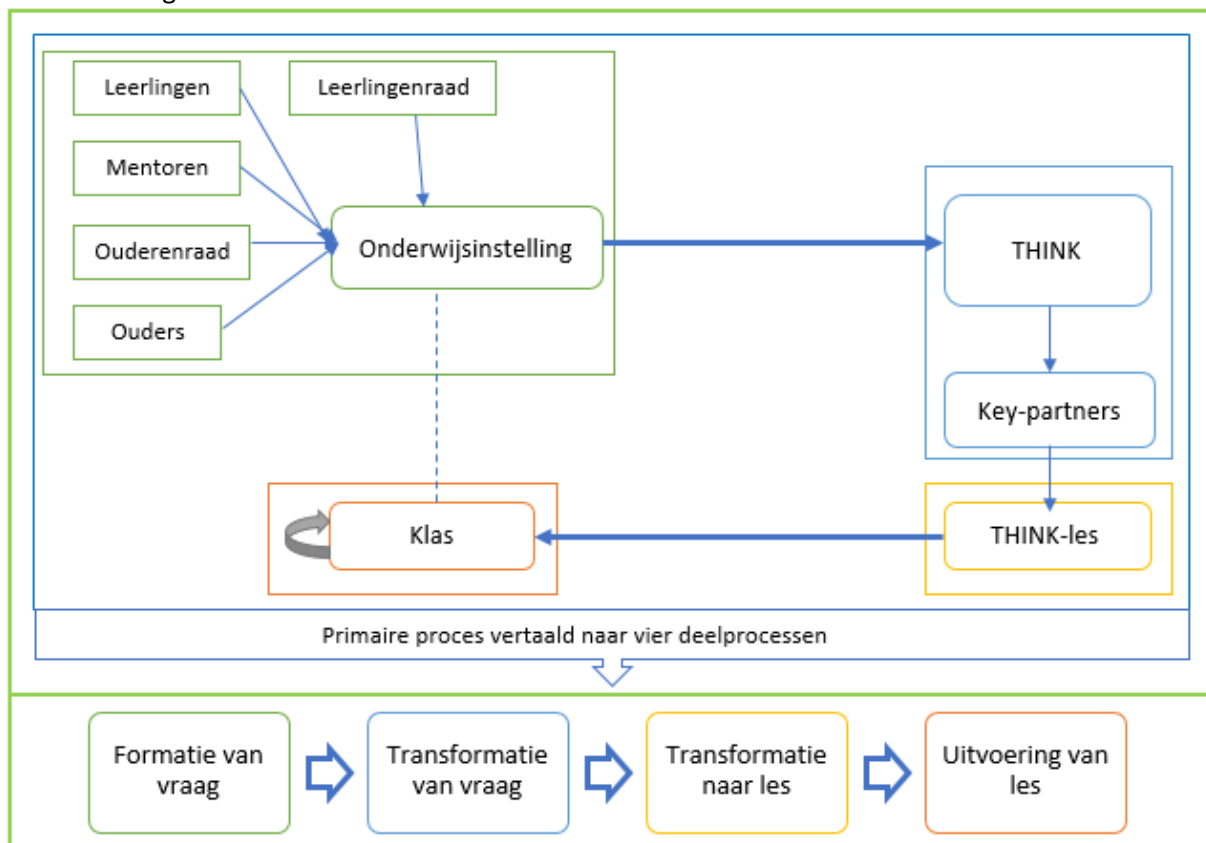 Leerlingen
Leerlingenraad
Mentoren
Ouderenraad
Ouders
Onderwijsinstelling
THINK
Key-partners
Klas
THINK-les
Primaire proces vertaald naar vier deelprocessen
Formatie van
vraag
Transformatie
van vraag
Transformatie
naar les
Uitvoering van
les